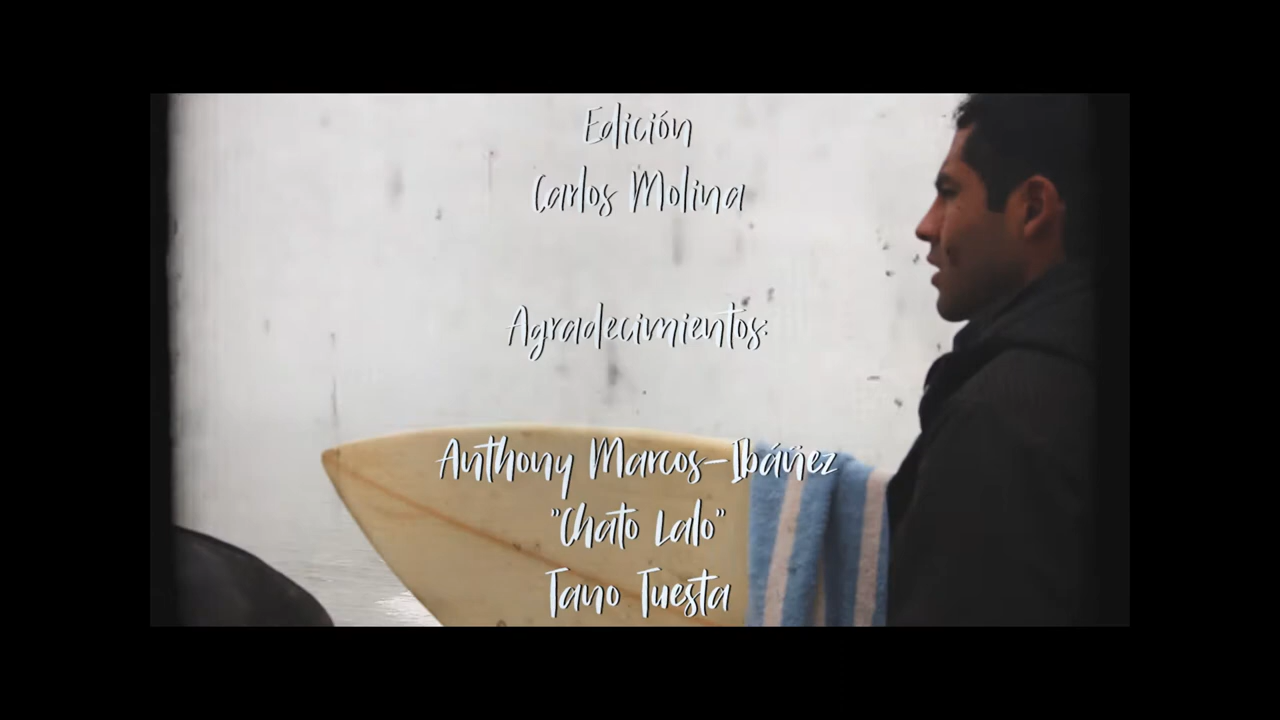 Edición
Carlos Molina
Agradecimientos:
Anthony Marcos-Ibáñez
"Chato Lalo"
Tano Tuesta